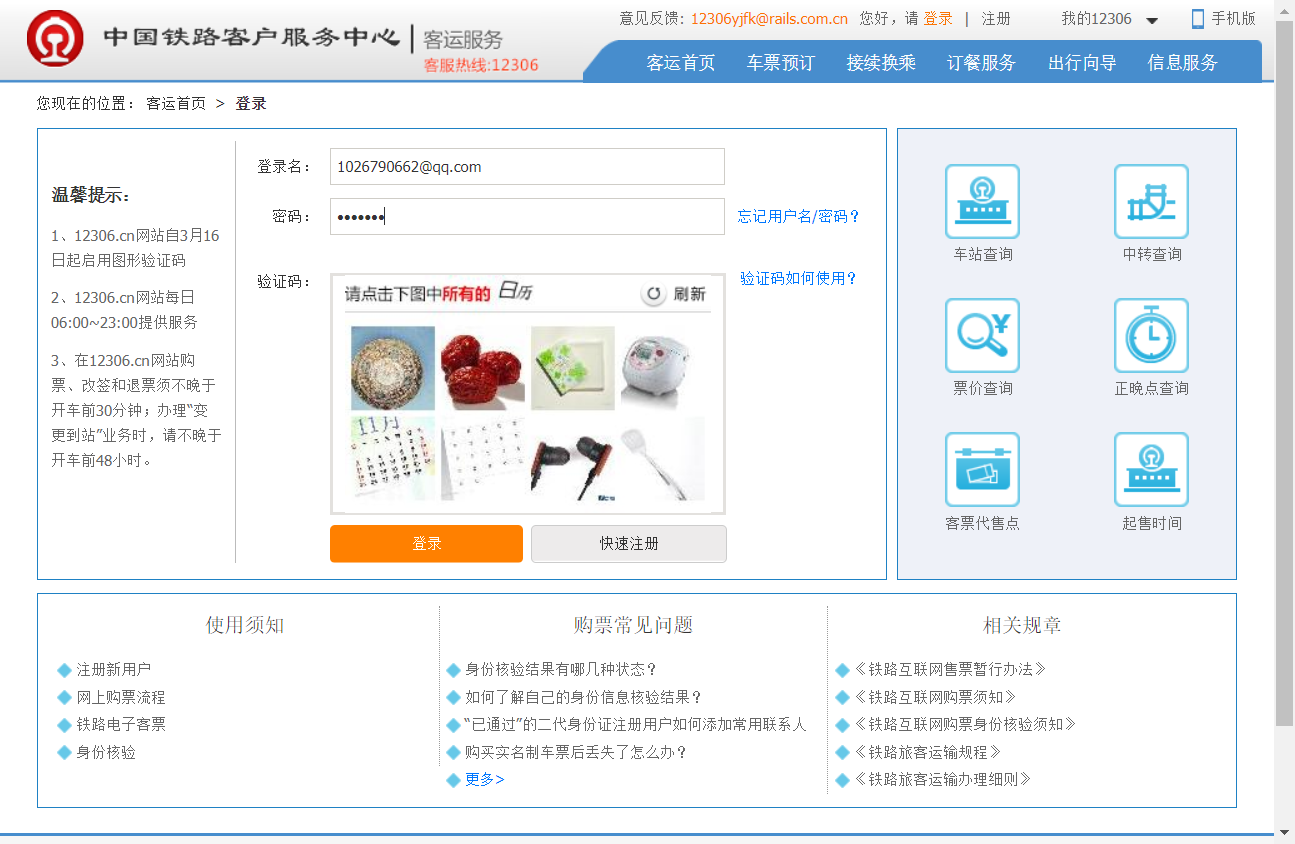 中国铁路客户服务中心
客运服务
客服热线:12306
意见反馈: 12306yjfk@rails.com.cn 您好，请 登录 | 注册 我的12306 手机版
客运首页 车票预订 接续换乘 订餐服务 出行向导 信息服务
您现在的位置： 客运首页 > 登录
温馨提示：
1、12306.cn网站自3月16
日起启用图形验证码
2、12306.cn网站每日
06:00~23:00提供服务
3、在12306.cn网站购
票、改签和退票须不晚于
开车前30分钟；办理“变
更到站”业务时，请不晚于
开车前48小时。
登录名： 1026790662@qq.com
密码： ••••••• 忘记用户名/密码？
验证码： 验证码如何使用？
请点击下图中所有的 日历 刷新
11月
登录 快速注册
车站查询 中转查询
票价查询 正晚点查询
客票代售点 起售时间
使用须知
注册新用户
网上购票流程
铁路电子客票
身份核验
购票常见问题
身份核验结果有哪几种状态？
如何了解自己的身份信息核验结果？
“已通过”的二代身份证注册用户如何添加常用联系人
购买实名制车票后丢失了怎么办？
更多>
相关规章
《铁路互联网售票暂行办法》
《铁路互联网购票须知》
《铁路互联网购票身份核验须知》
《铁路旅客运输规程》
《铁路旅客运输办理细则》